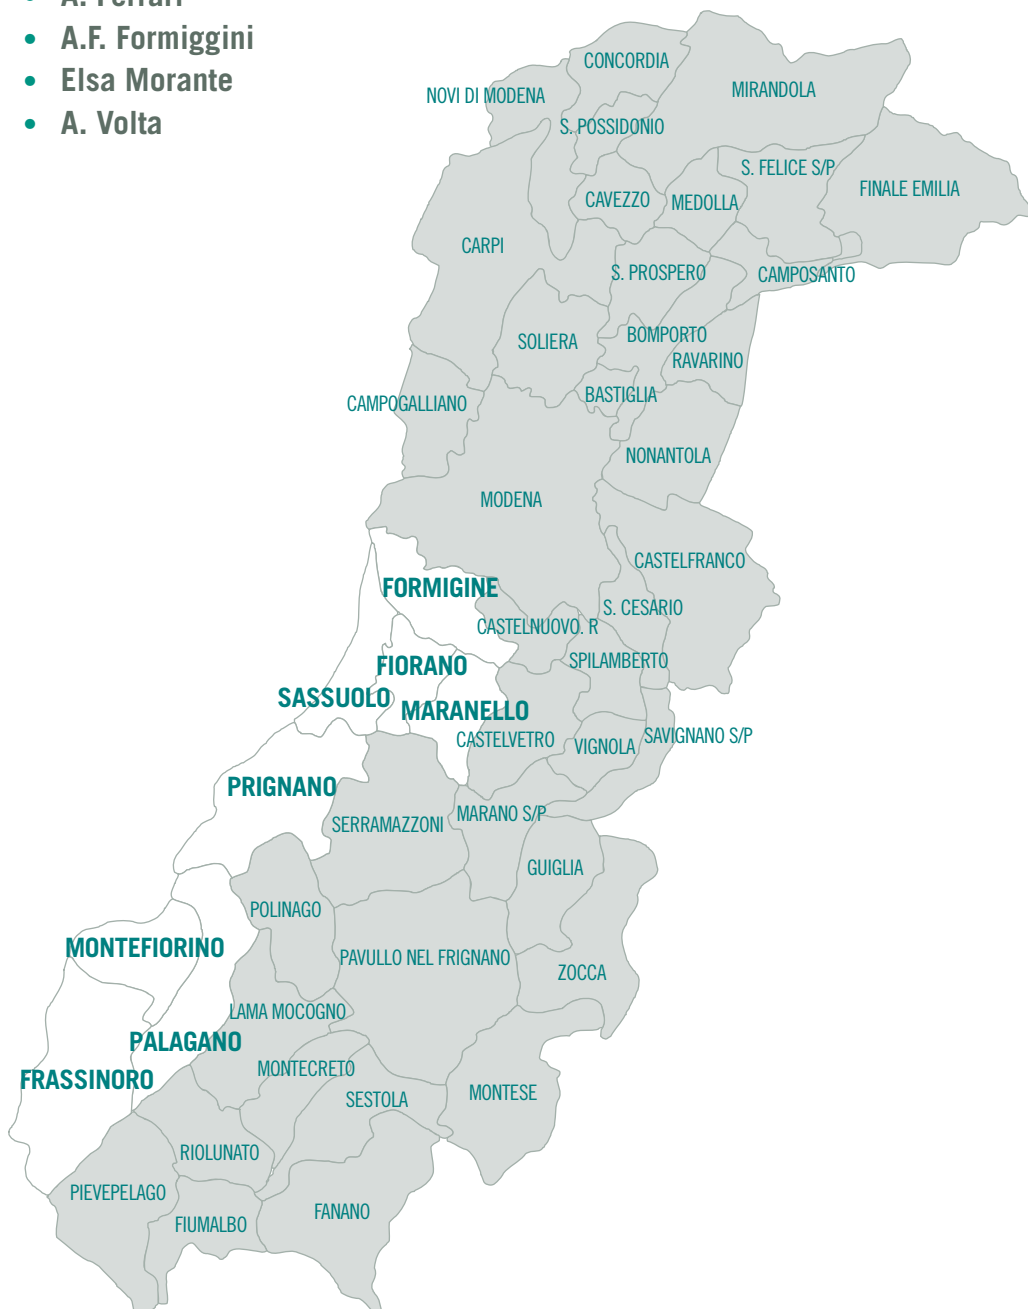 • A. Ferrari
• A.F. Formiggini
• Elsa Morante
• A. Volta
CONCORDIA
MIRANDOLA
NOVI DI MODENA
S. POSSIDONIO
S. FELICE S/P
FINALE EMILIA
CAVEZZO
MEDOLLA
CARPI
S. PROSPERO
CAMPOSANTO
BOMPORTO
SOLIERA
RAVARINO
BASTIGLIA
CAMPOGALLIANO
NONANTOLA
MODENA
CASTELFRANCO
FORMIGINE
S. CESARIO
CASTELNUOVO. R
SPILAMBERTO
FIORANO
SASSUOLO
MARANELLO
SAVIGNANO S/P
CASTELVETRO
VIGNOLA
PRIGNANO
MARANO S/P
SERRAMAZZONI
GUIGLIA
POLINAGO
MONTEFIORINO
PAVULLO NEL FRIGNANO
ZOCCA
LAMA MOCOGNO
PALAGANO
MONTECRETO
FRASSINORO
MONTESE
SESTOLA
RIOLUNATO
PIEVEPELAGO
FANANO
FIUMALBO